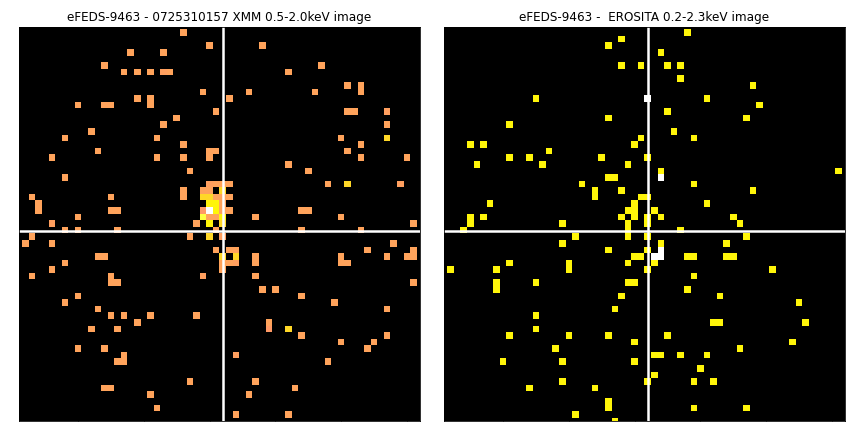 eFEDS-9463 - 0725310157 XMM 0.5-2.0keV image
eFEDS-9463 - EROSITA 0.2-2.3keV image